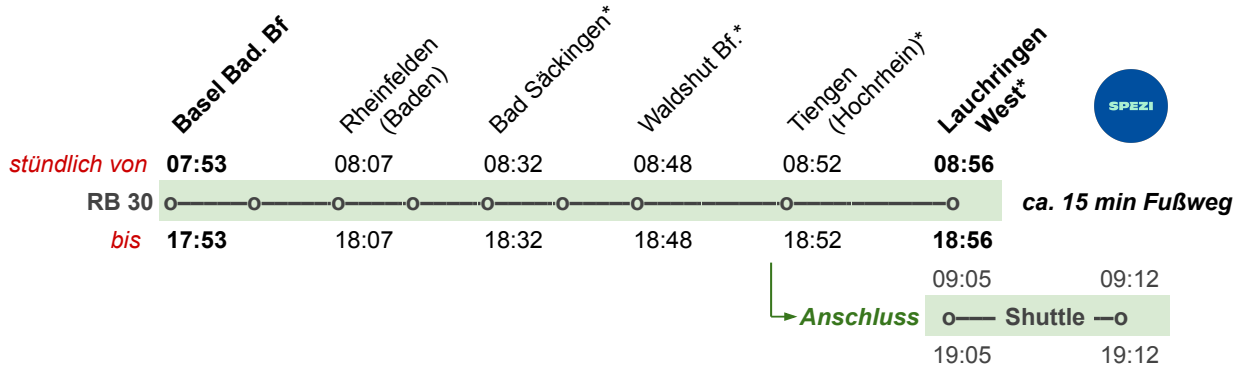 Basel Bad. Bf
Rheinfelden
(Baden)
Bad Säckingen*
Waldshut Bf.*
Tiengen
(Hochrhein)*
Lauchringen
West*
SPEZI
stündlich von 07:53 08:07 08:32 08:48 08:52 08:56
RB 30 ca. 15 min Fußweg
bis 17:53 18:07 18:32 18:48 18:52 18:56
09:05 09:12
Anschluss Shuttle
19:05 19:12